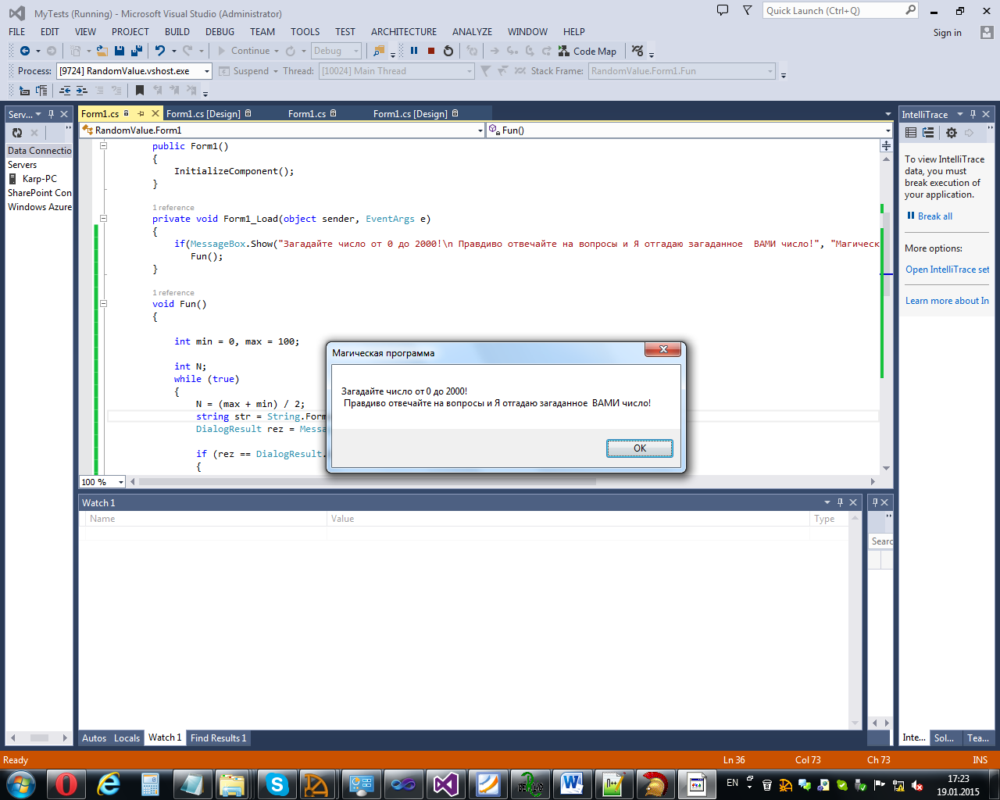 MyTests (Running) - Microsoft Visual Studio (Administrator)
Quick Launch (Ctrl+Q)
FILE EDIT VIEW PROJECT BUILD DEBUG TEAM TOOLS TEST ARCHITECTURE ANALYZE WINDOW HELP
Sign in
Continue Debug Code Map
Process: [9724] RandomValue.vshost.exe Suspend Thread: [10024] Main Thread Stack Frame: RandomValue.Form1.Fun
Serv...
Data Connectio
Servers
Karp-PC
SharePoint Con
Windows Azure
Form1.cs Form1.cs [Design] Form1.cs Form1.cs [Design]
RandomValue.Form1 Fun()
public Form1()
{
InitializeComponent();
}
1 reference
private void Form1_Load(object sender, EventArgs e)
{
if(MessageBox.Show("Загадайте число от 0 до 2000!\n Правдиво отвечайте на вопросы и Я отгадаю загаданное  ВАМИ число!", "Магическ
Fun();
}
1 reference
void Fun()
{
int min = 0, max = 100;
int N;
while (true)
{
N = (max + min) / 2;
string str = String.Form
DialogResult rez = Messa
if (rez == DialogResult.
{
100 %
Магическая программа
Загадайте число от 0 до 2000!
Правдиво отвечайте на вопросы и Я отгадаю загаданное  ВАМИ число!
OK
IntelliTrace
To view IntelliTrace
data, you must
break execution of
your application.
Break all
More options:
Open IntelliTrace set
Learn more about In
Watch 1
Name Value Type
Searc
Autos Locals Watch 1 Find Results 1
Inte... Sol... Tea...
Ready Ln 36 Col 73 Ch 73 INS
EN
17:23
19.01.2015